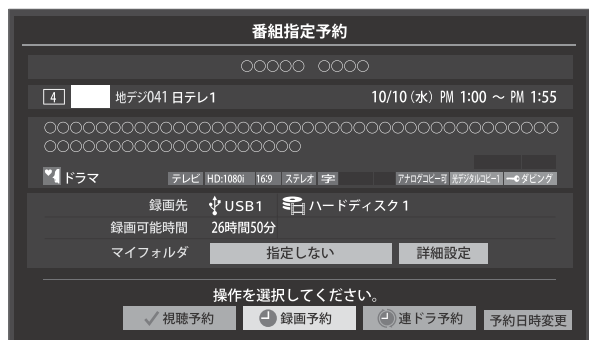 番組指定予約
○○○○○ ○○○○
4 地デジ041 日テレ1 10/10(水) PM 1:00 ～ PM 1:55
○○○○○○○○○○○○○○○○○○○○○○○○○○○○○○
○○○○○○○○○○○○○○○
ドラマ テレビ HD:1080i 16:9 ステレオ 字 アナログコピー可 光デジタルコピー1 ダビング
録画先 USB1 ハードディスク1
録画可能時間 26時間50分
マイフォルダ 指定しない 詳細設定
操作を選択してください。
視聴予約 録画予約 連ドラ予約 予約日時変更